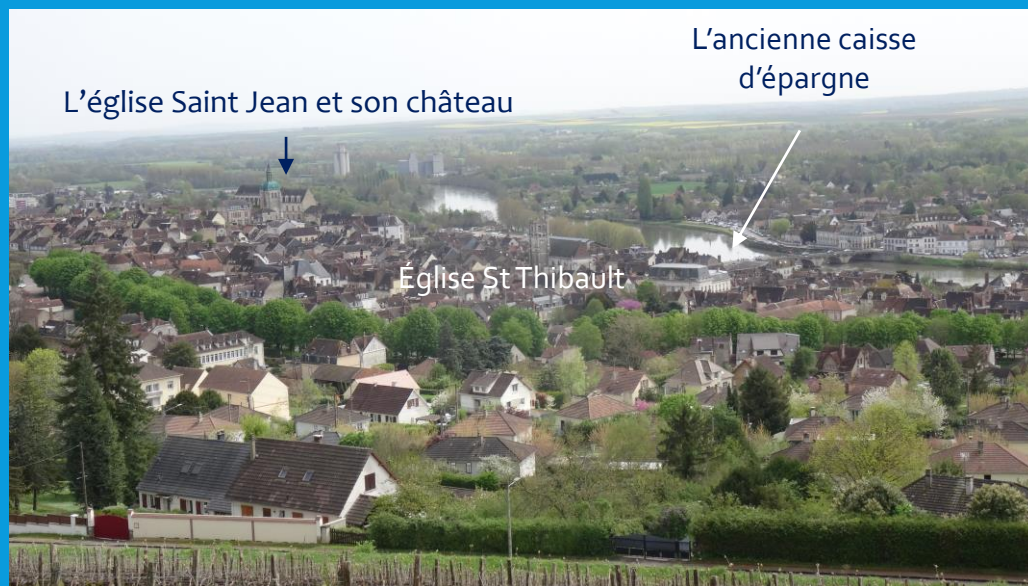 L'ancienne caisse
d'épargne
L'église Saint Jean et son château
Église St Thibault